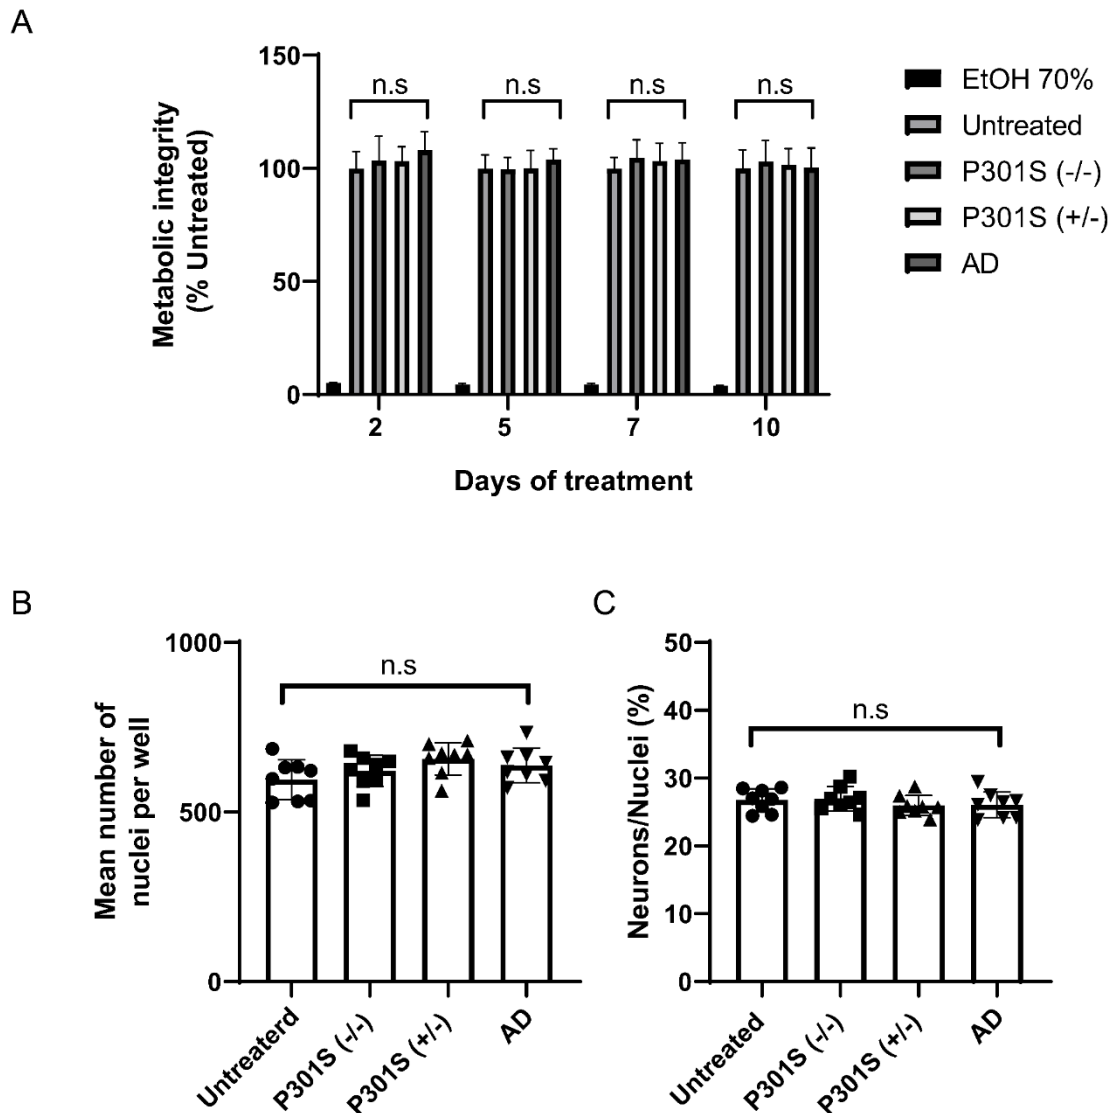 A
Metabolic integrity
(% Untreated)
150
100
50
0
n.s
n.s
n.s
n.s
2
5
7
10
Days of treatment
EtOH 70%
Untreated
P301S (-/-)
P301S (+/-)
AD
B
Mean number of
nuclei per well
1000
500
0
n.s
Untreaterd
P301S (-/-)
P301S (+/-)
AD
C
Neurons/Nuclei (%)
50
40
30
20
10
0
n.s
Untreated
P301S (-/-)
P301S (+/-)
AD